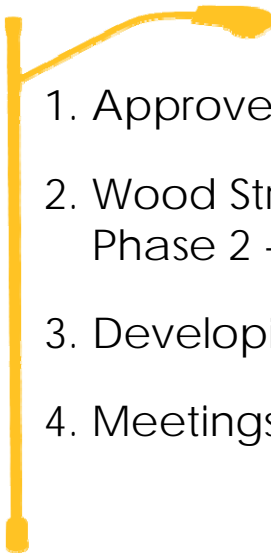 1. Approve
2. Wood Str
Phase 2 -
3. Developi
4. Meetings